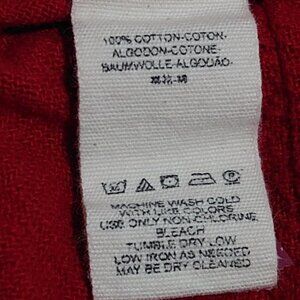 100% COTTON-COTON-
ALGODON-COTONE-
BAUMWOLLE-ALGODÃO-
MACHINE WASH COLD
WITH LIKE COLORS
USE ONLY NON-CHLORINE
BLEACH
TUMBLE DRY LOW
LOW IRON AS NEEDED
MAY BE DRY CLEANED